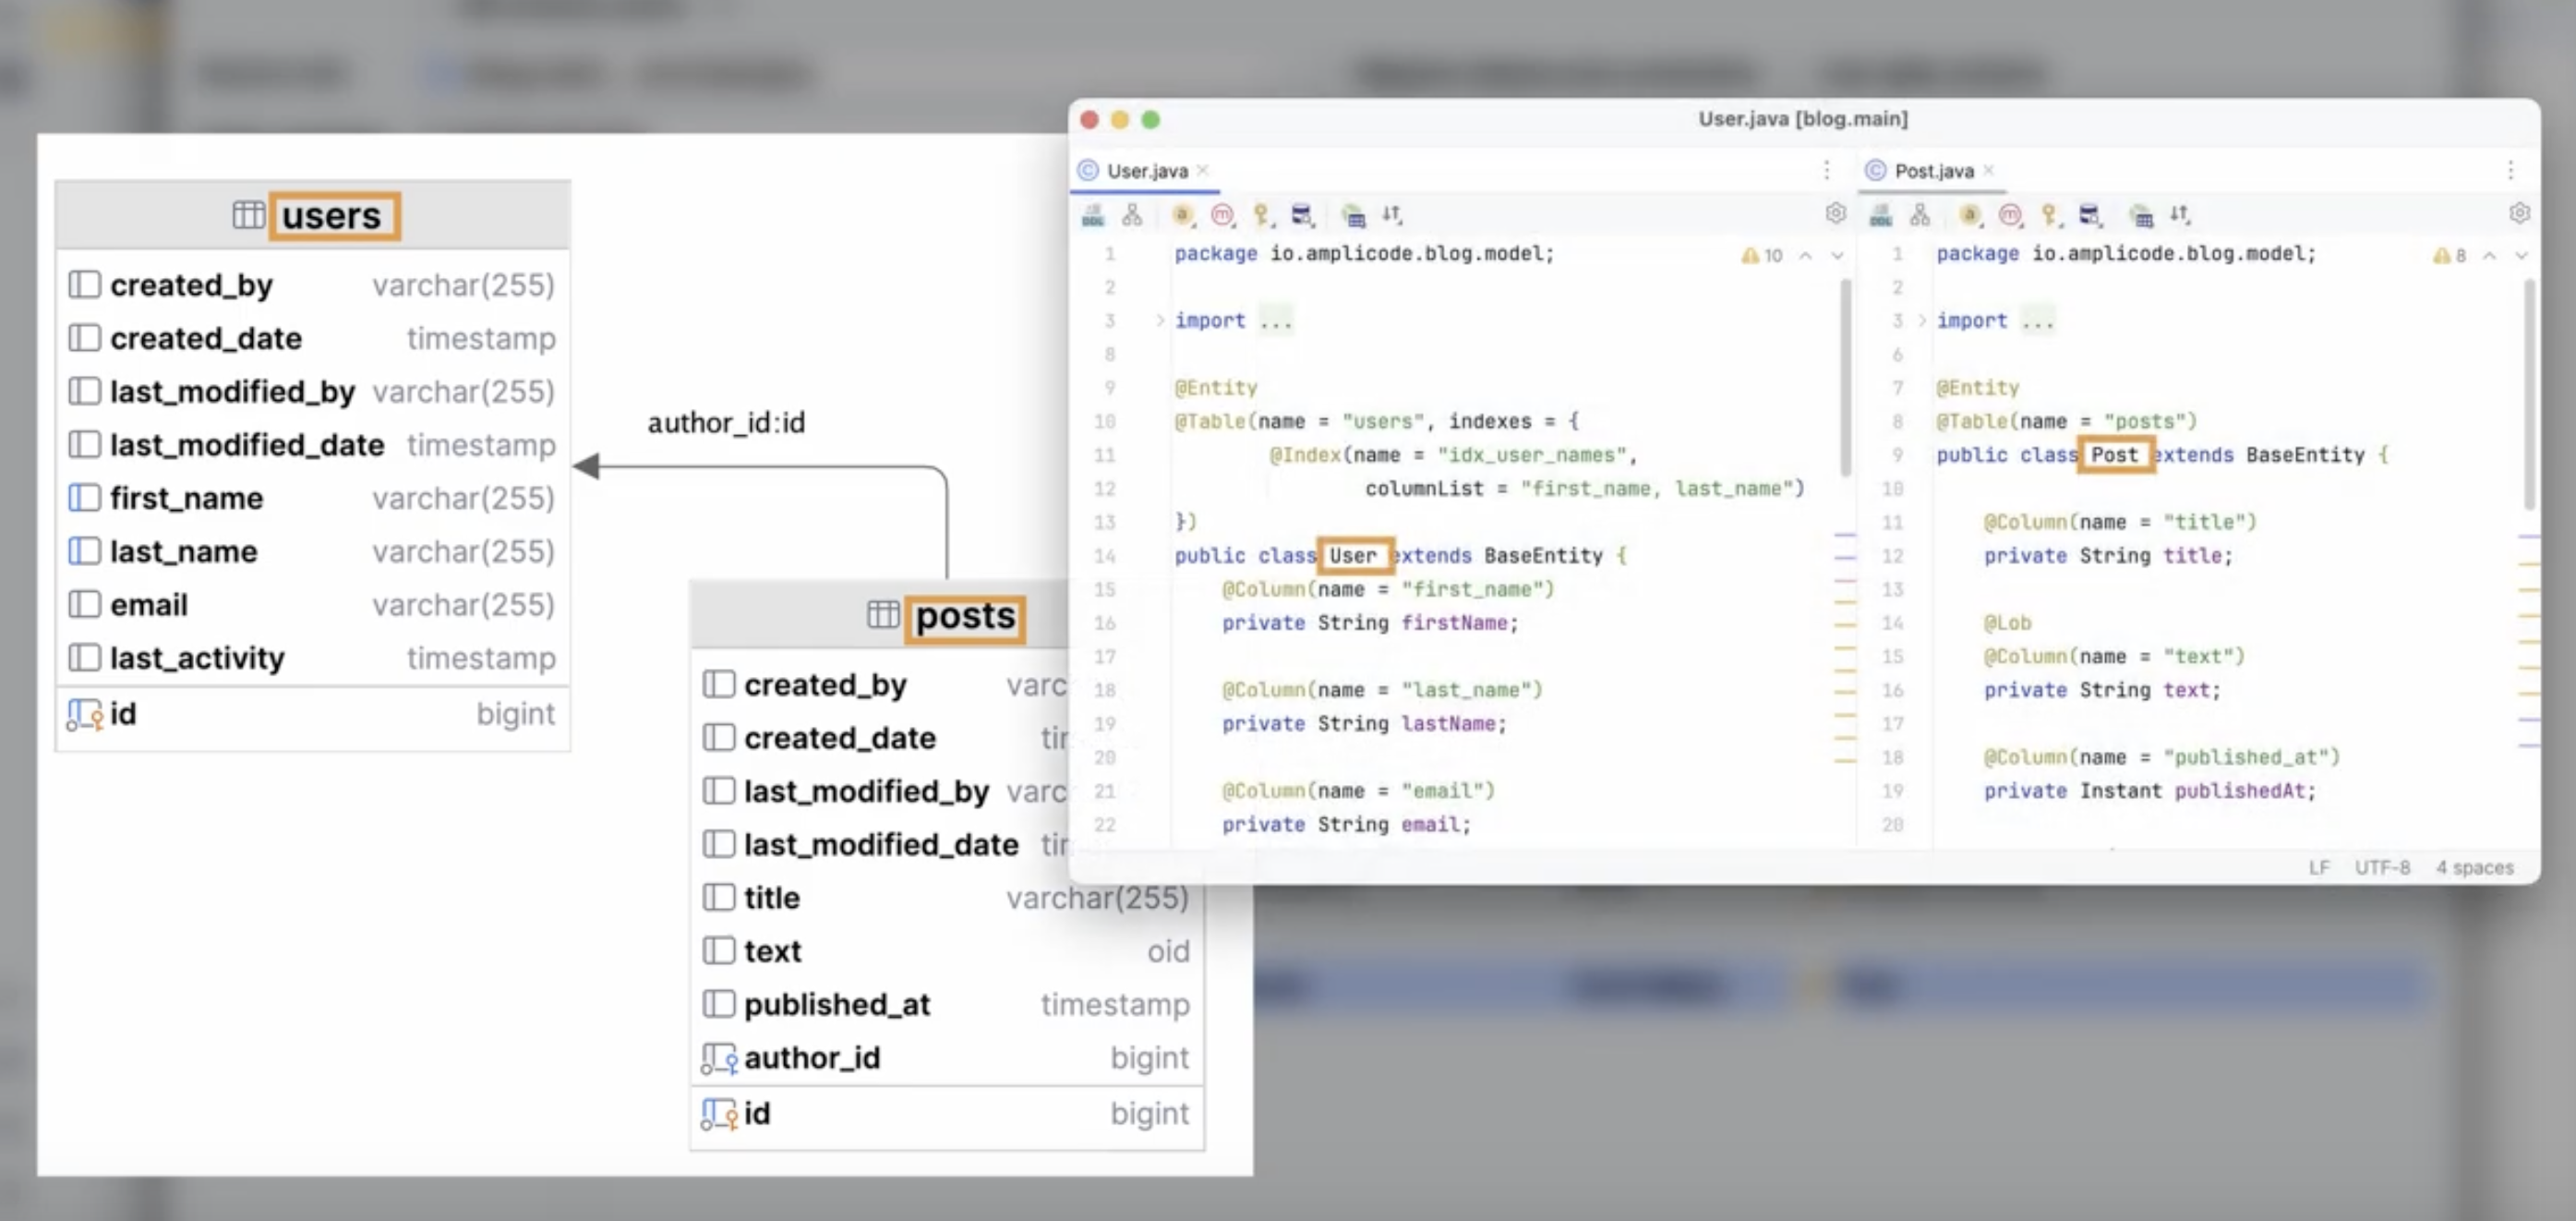 users
created_by varchar(255)
created_date timestamp
last_modified_by varchar(255)
last_modified_date timestamp
first_name varchar(255)
last_name varchar(255)
email varchar(255)
last_activity timestamp
id bigint
author_id:id
posts
created_by varc
created_date tir
last_modified_by varc
last_modified_date tir
title varchar(255)
text oid
published_at timestamp
author_id bigint
id bigint
User.java [blog.main]
User.java
1 package io.amplicode.blog.model;
10
2
3 import ...
8
9 @Entity
10 @Table(name = "users", indexes = {
11 @Index(name = "idx_user_names",
12 columnList = "first_name, last_name")
13 })
14 public class User extends BaseEntity {
15 @Column(name = "first_name")
16 private String firstName;
17
18 @Column(name = "last_name")
19 private String lastName;
20
21 @Column(name = "email")
22 private String email;
Post.java
1 package io.amplicode.blog.model;
8
2
3 import ...
6
7 @Entity
8 @Table(name = "posts")
9 public class Post extends BaseEntity {
10
11 @Column(name = "title")
12 private String title;
13
14 @Lob
15 @Column(name = "text")
16 private String text;
17
18 @Column(name = "published_at")
19 private Instant publishedAt;
20
LF UTF-8 4 spaces